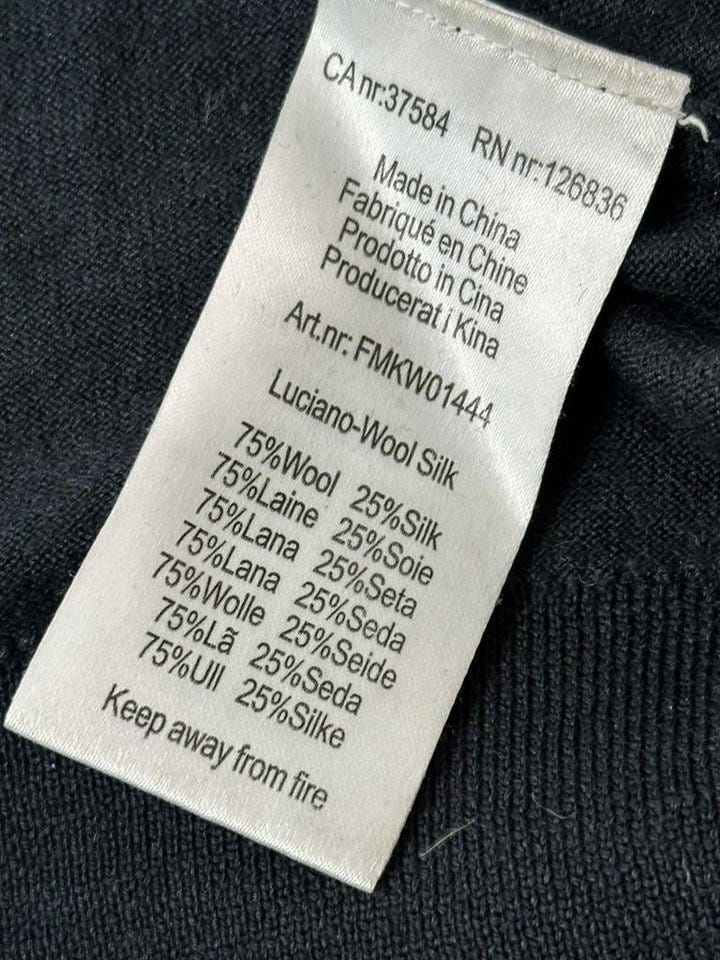 CA nr:37584 RN nr:126836
Made in China
Fabriqué en Chine
Prodotto in Cina
Producerat i Kina
Art.nr: FMKW01444
Luciano-Wool Silk
75%Wool 25%Silk
75%Laine 25%Soie
75%Lana 25%Seta
75%Lana 25%Seda
75%Wolle 25%Seide
75%Lã 25%Seda
75%Ull 25%Silke
Keep away from fire